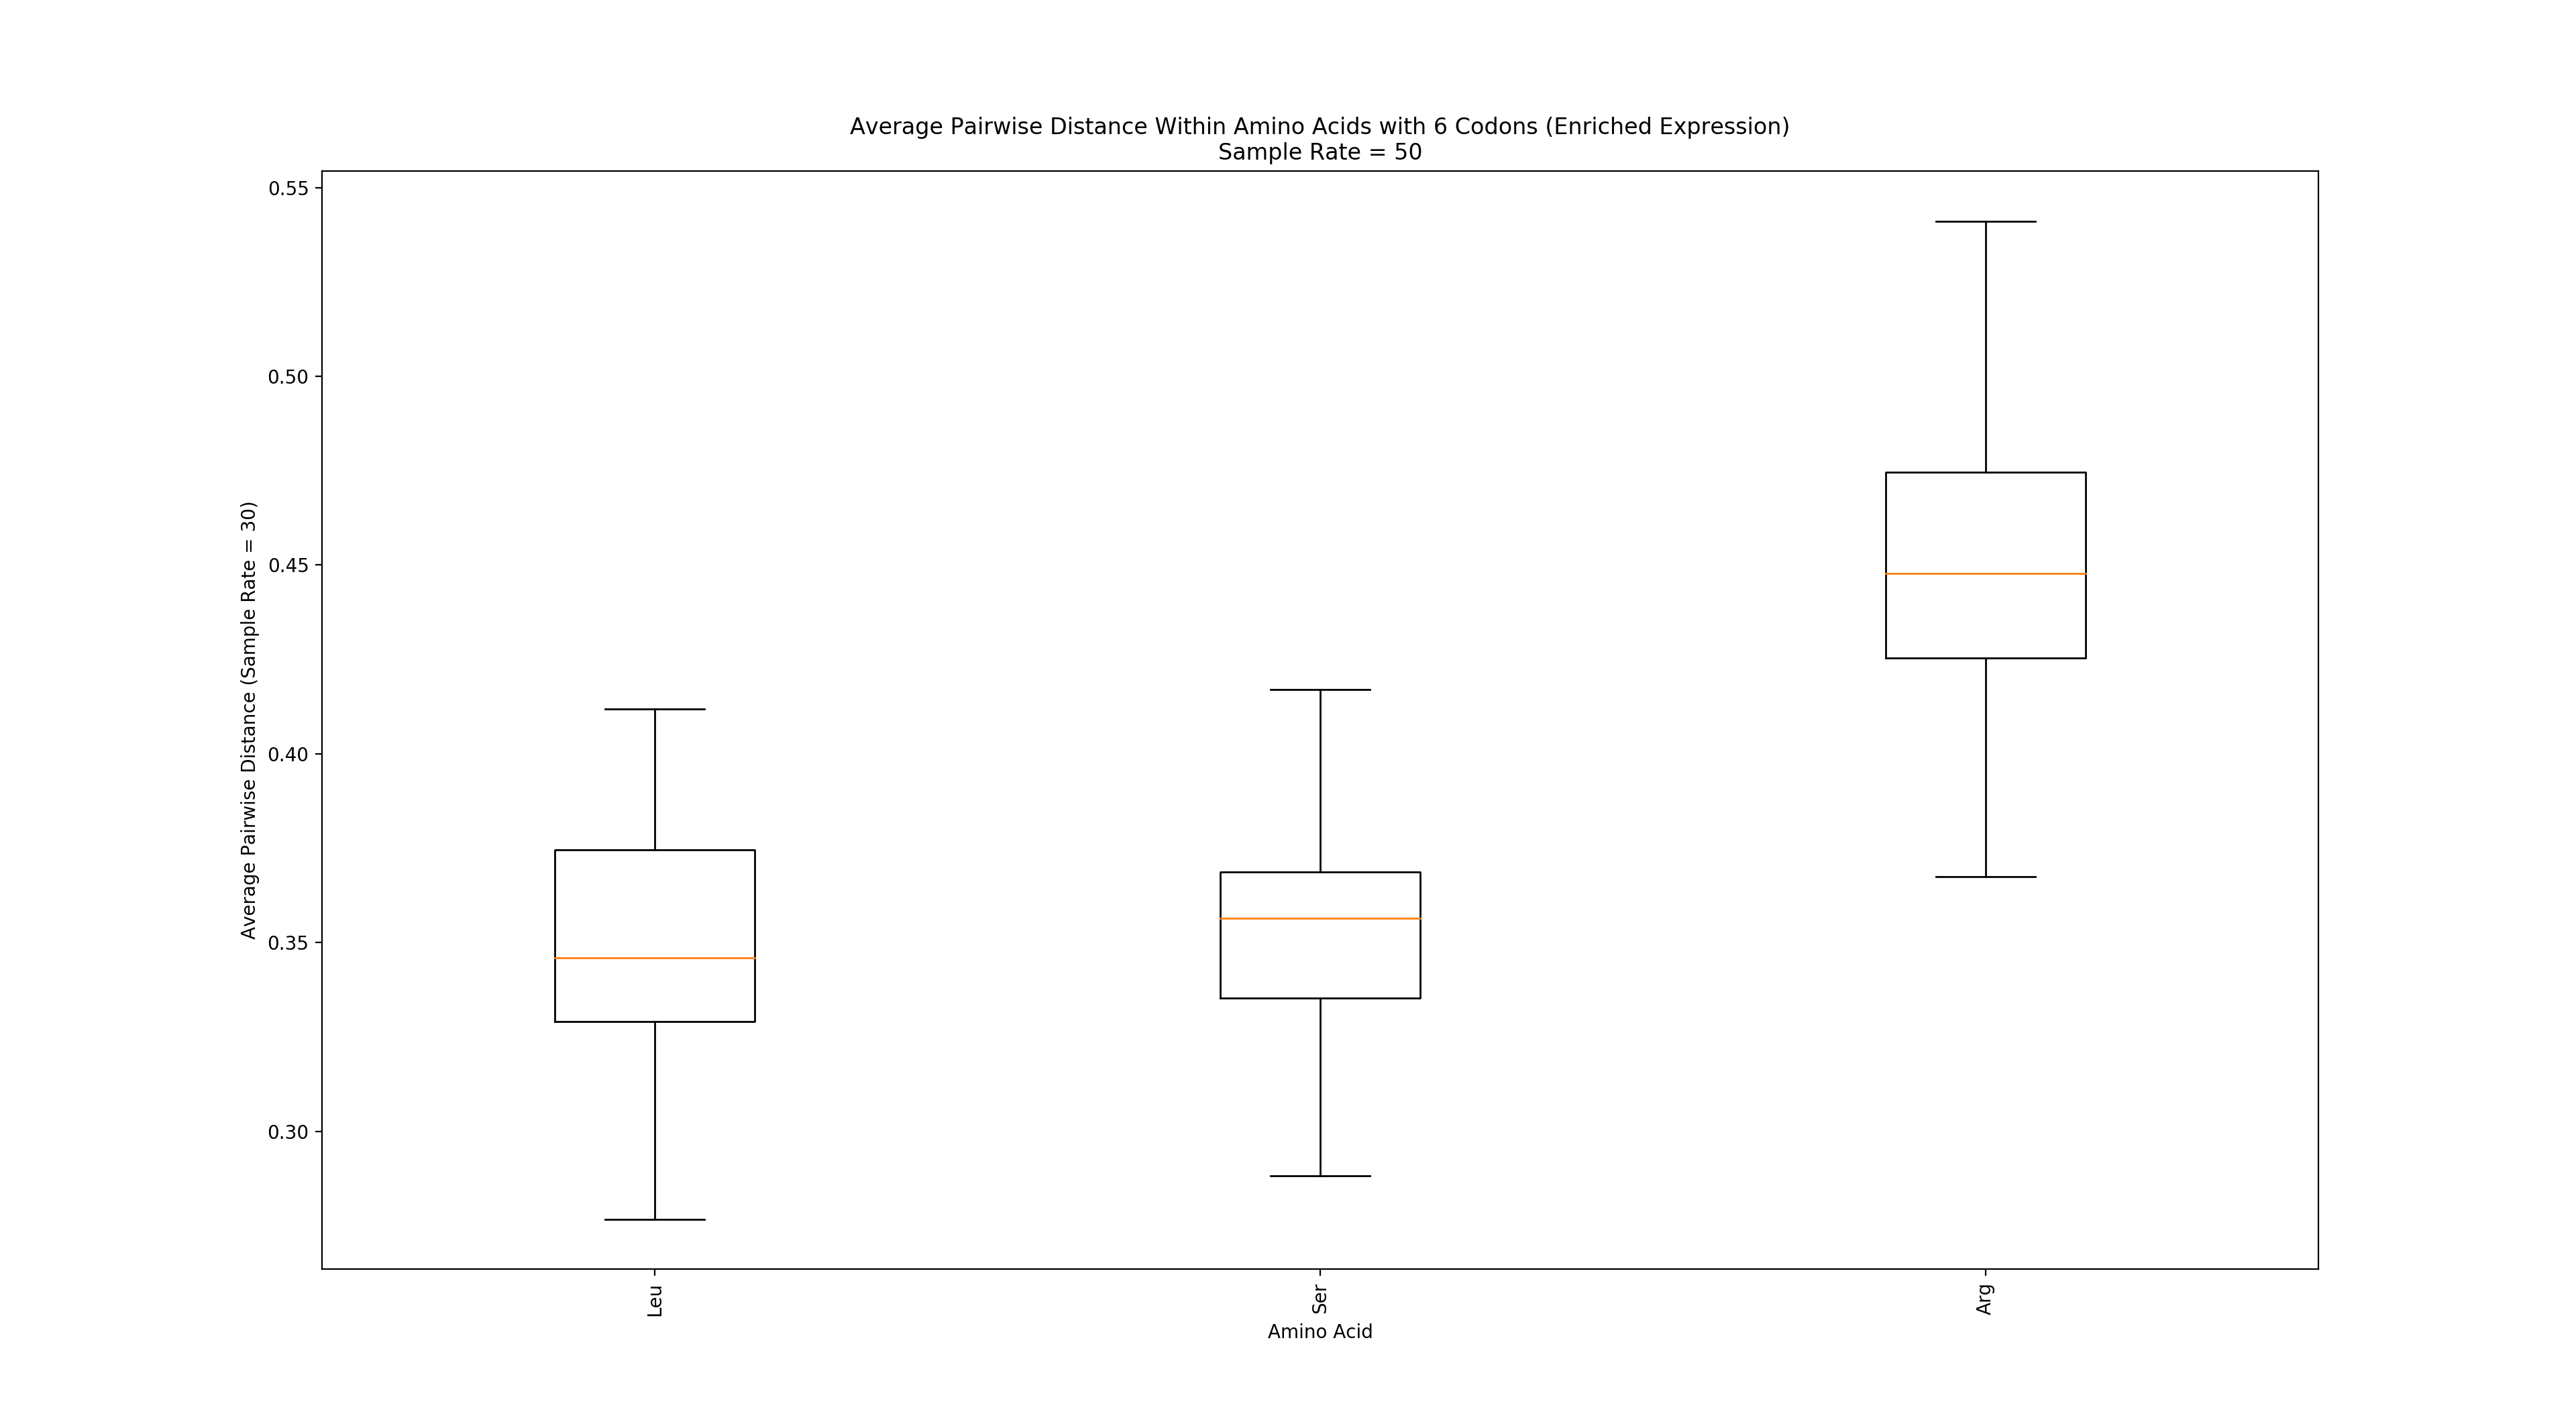 Average Pairwise Distance Within Amino Acids with 6 Codons (Enriched Expression)
Sample Rate = 50
Average Pairwise Distance (Sample Rate = 30)
0.55
0.50
0.45
0.40
0.35
0.30
Leu
Ser
Arg
Amino Acid